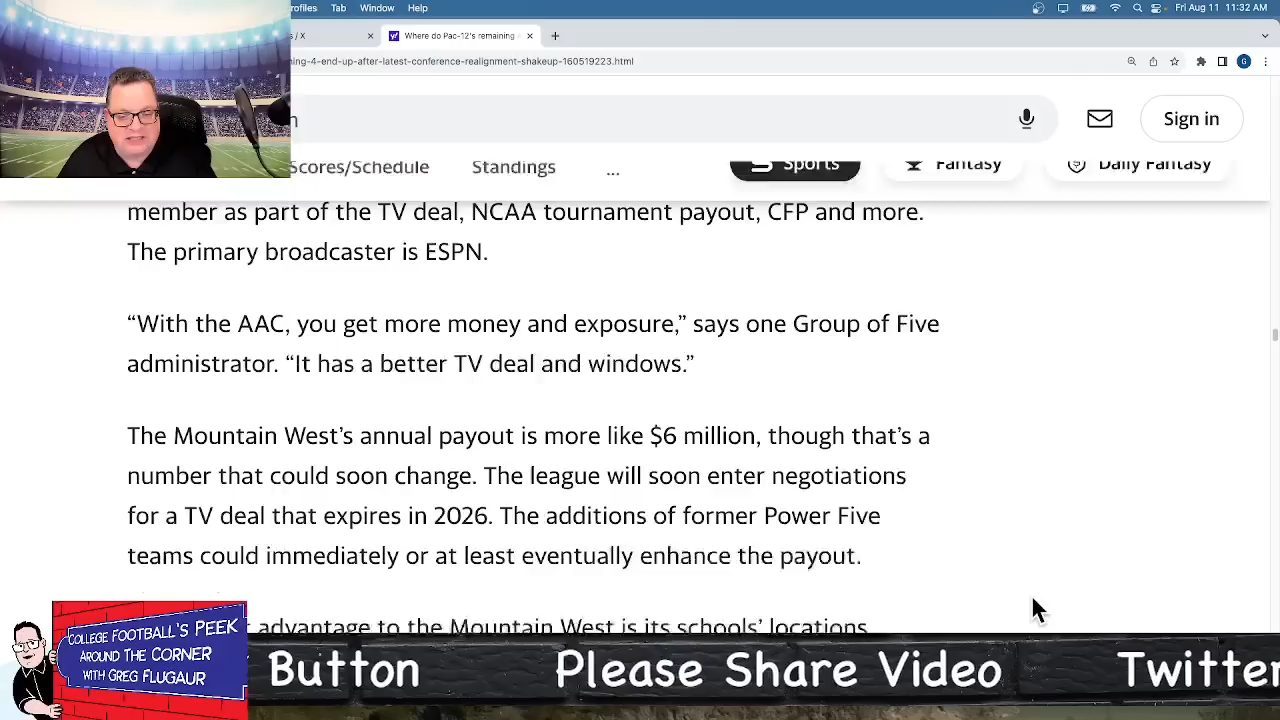 rofiles Tab Window Help Fri Aug 11 11:32 AM
s / X Where do Pac-12's remaining
ning-4-end-up-after-latest-conference-realignment-shakeup-160519223.html
Sign in
Scores/Schedule Standings ... Sports Fantasy Daily Fantasy
member as part of the TV deal, NCAA tournament payout, CFP and more.
The primary broadcaster is ESPN.
“With the AAC, you get more money and exposure,” says one Group of Five
administrator. “It has a better TV deal and windows.”
The Mountain West’s annual payout is more like $6 million, though that’s a
number that could soon change. The league will soon enter negotiations
for a TV deal that expires in 2026. The additions of former Power Five
teams could immediately or at least eventually enhance the payout.
advantage to the Mountain West is its schools’ locations
COLLEGE FOOTBALL'S PEEK
AROUND THE CORNER
WITH GREG FLUGAUR
Button Please Share Video Twitter